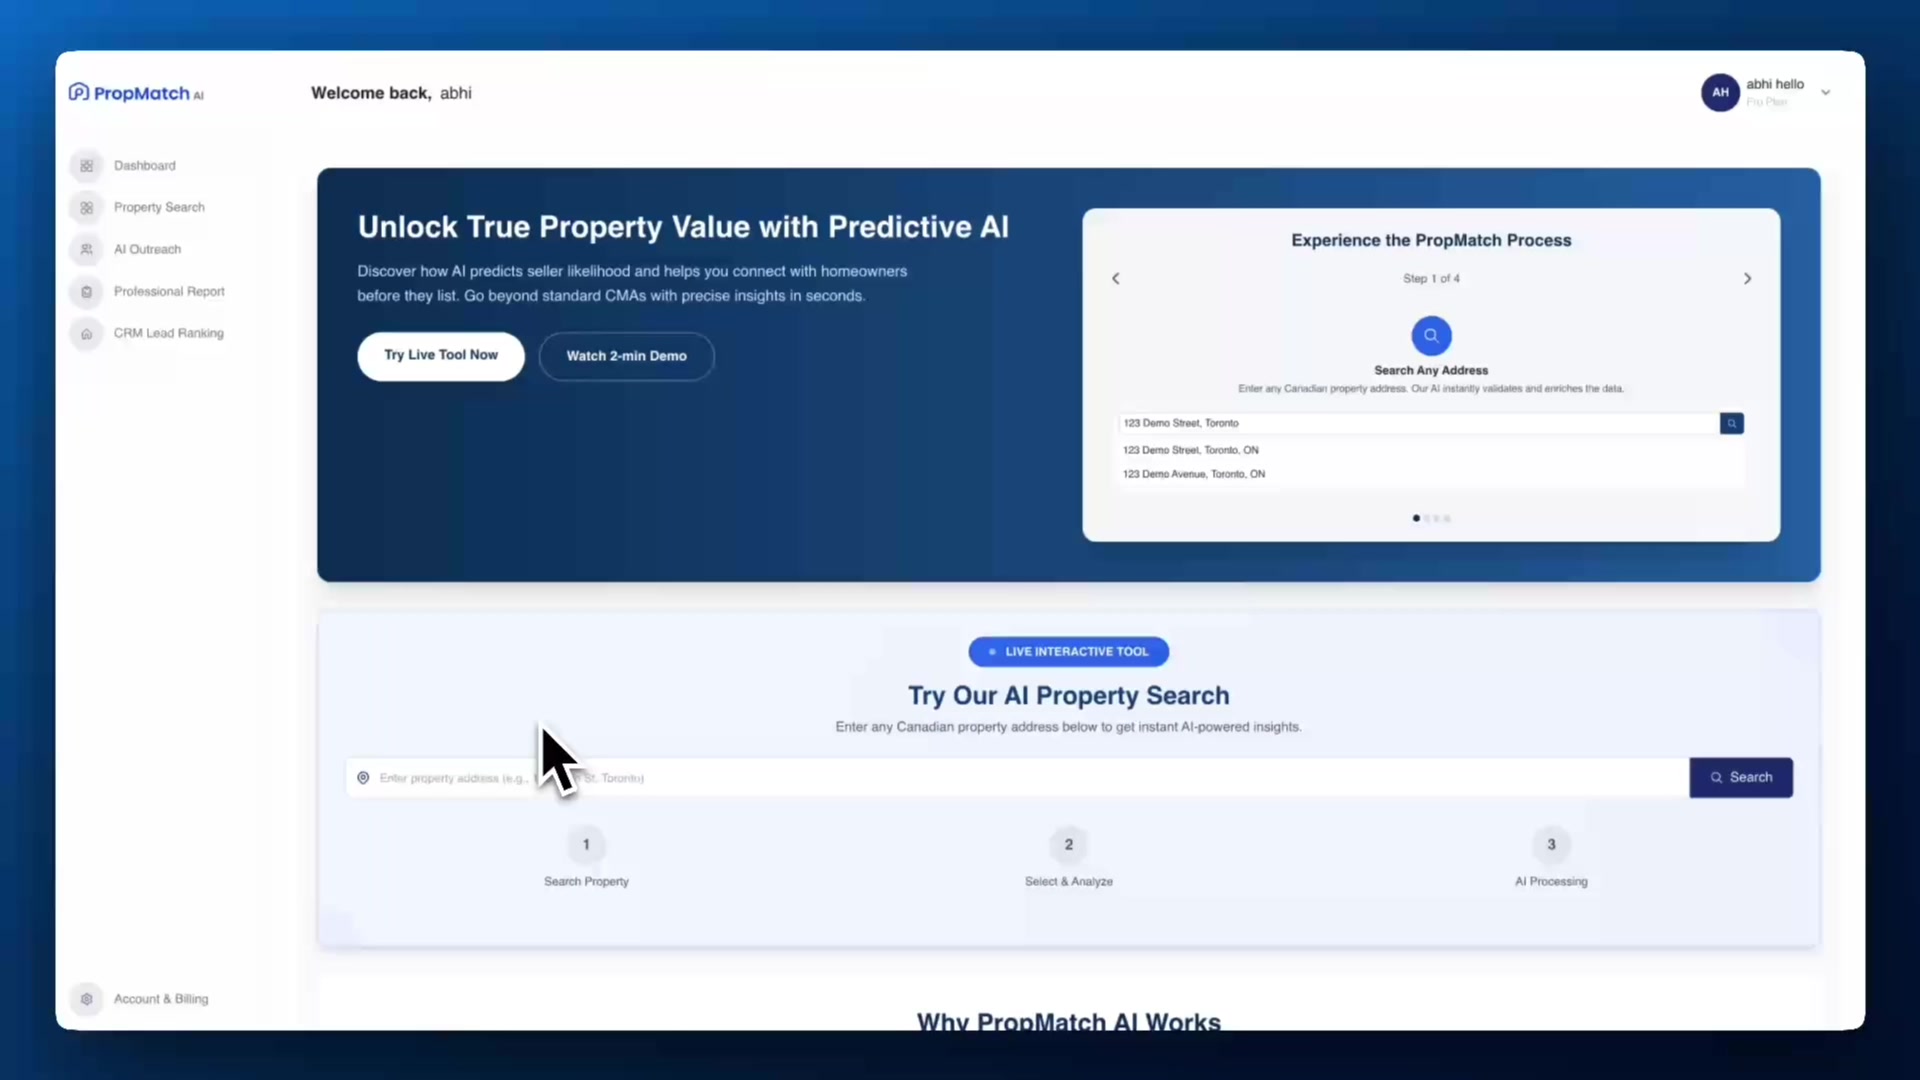 PropMatch AI
Welcome back, abhi
AH
abhi hello
Pro Plan
Dashboard
Property Search
AI Outreach
Professional Report
CRM Lead Ranking
Account & Billing
Unlock True Property Value with Predictive AI
Discover how AI predicts seller likelihood and helps you connect with homeowners
before they list. Go beyond standard CMAs with precise insights in seconds.
Try Live Tool Now
Watch 2-min Demo
Experience the PropMatch Process
Step 1 of 4
Search Any Address
Enter any Canadian property address. Our AI instantly validates and enriches the data.
123 Demo Street, Toronto
123 Demo Street, Toronto, ON
123 Demo Avenue, Toronto, ON
LIVE INTERACTIVE TOOL
Try Our AI Property Search
Enter any Canadian property address below to get instant AI-powered insights.
Enter property address (e.g., St, Toronto)
Search
1
Search Property
2
Select & Analyze
3
AI Processing
Why PropMatch AI Works